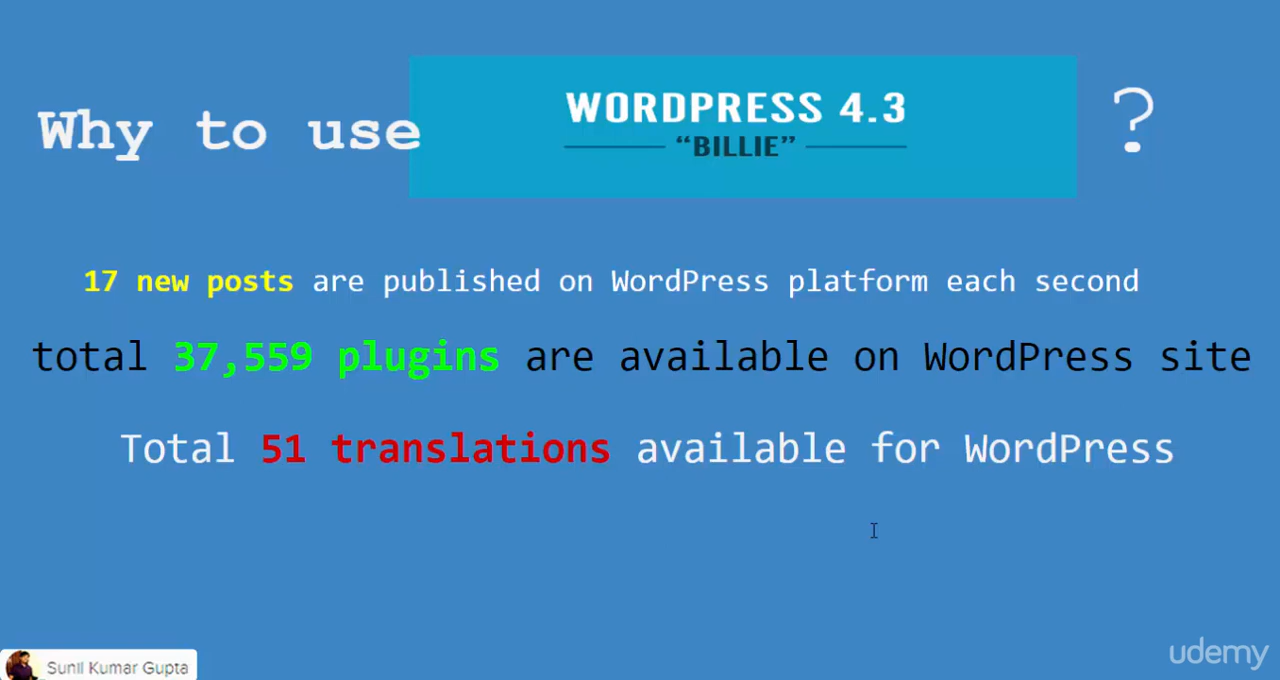 Why to use WORDPRESS 4.3 ?
“BILLIE”
17 new posts are published on WordPress platform each second
total 37,559 plugins are available on WordPress site
Total 51 translations available for WordPress
Sunil Kumar Gupta
udemy